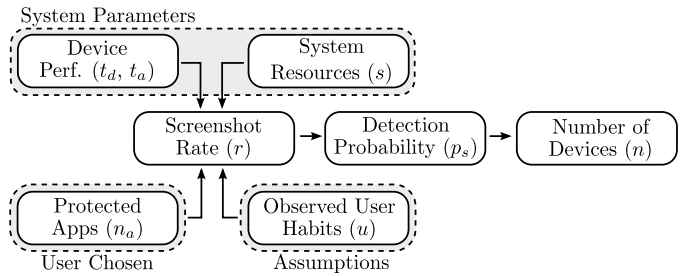 System Parameters
Device
Perf. (t_d, t_a)
System
Resources (s)
Screenshot
Rate (r)
Detection
Probability (p_s)
Number of
Devices (n)
Protected
Apps (n_a)
Observed User
Habits (u)
User Chosen
Assumptions